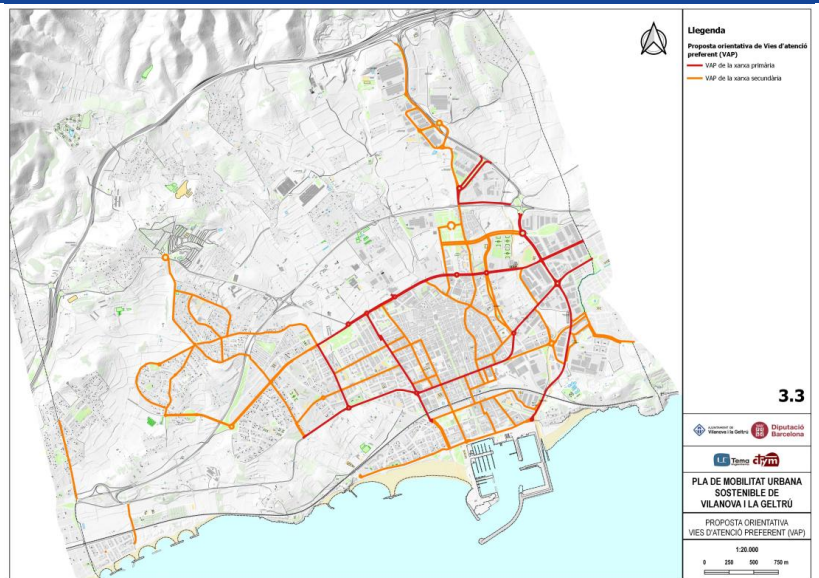 Llegenda
Proposta orientativa de Vies d'atenció
preferent (VAP)
VAP de la xarxa primària
VAP de la xarxa secundària
3.3
AJUNTAMENT DE
Vilanova i la Geltrú
Diputació
Barcelona
Tema
PLA DE MOBILITAT URBANA
SOSTENIBLE DE
VILANOVA I LA GELTRÚ
PROPOSTA ORIENTATIVA
VIES D'ATENCIÓ PREFERENT (VAP)
1:20.000
0 250 500 750 m